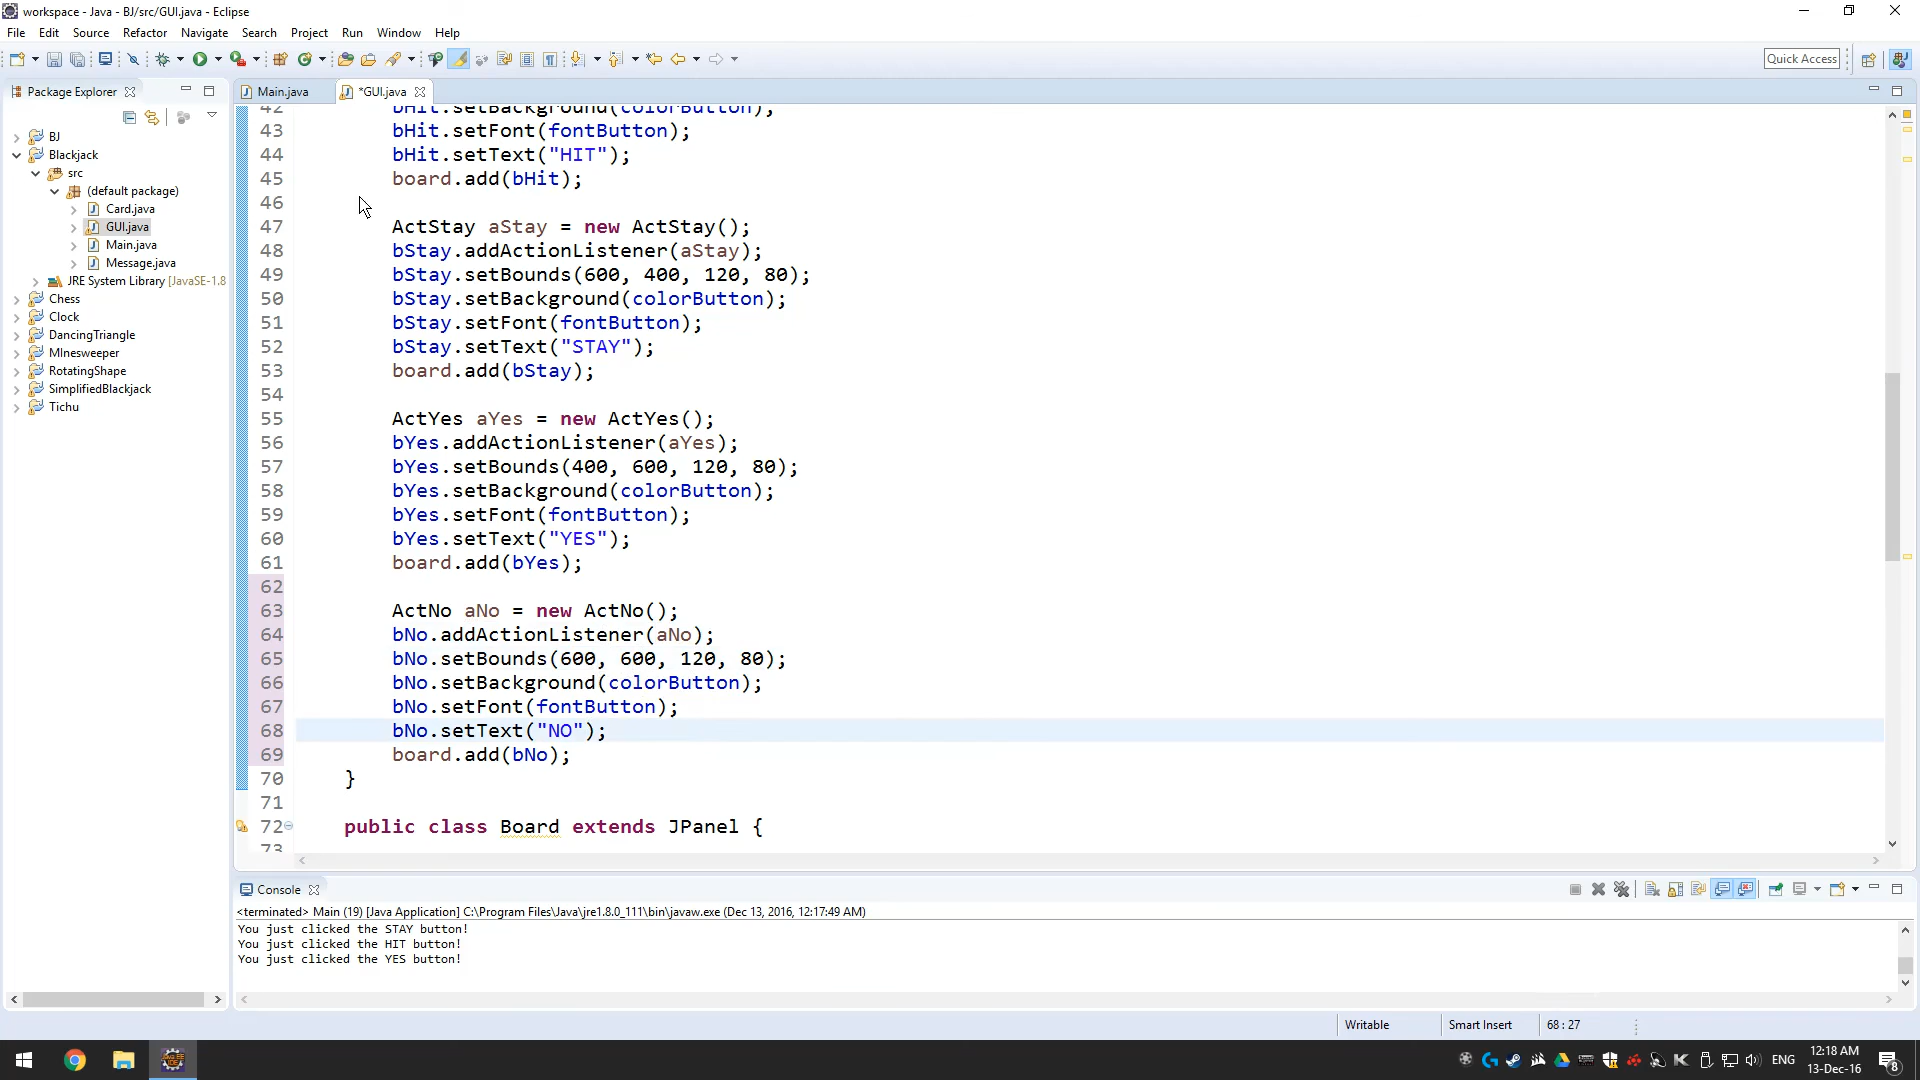 workspace - Java - BJ/src/GUI.java - Eclipse
File Edit Source Refactor Navigate Search Project Run Window Help
Quick Access
Package Explorer
Main.java
*GUI.java
BJ
Blackjack
src
(default package)
Card.java
GUI.java
Main.java
Message.java
JRE System Library [JavaSE-1.8
Chess
Clock
DancingTriangle
MInesweeper
RotatingShape
SimplifiedBlackjack
Tichu
42 bHit.setBackground(colorButton);
43 bHit.setFont(fontButton);
44 bHit.setText("HIT");
45 board.add(bHit);
46
47 ActStay aStay = new ActStay();
48 bStay.addActionListener(aStay);
49 bStay.setBounds(600, 400, 120, 80);
50 bStay.setBackground(colorButton);
51 bStay.setFont(fontButton);
52 bStay.setText("STAY");
53 board.add(bStay);
54
55 ActYes aYes = new ActYes();
56 bYes.addActionListener(aYes);
57 bYes.setBounds(400, 600, 120, 80);
58 bYes.setBackground(colorButton);
59 bYes.setFont(fontButton);
60 bYes.setText("YES");
61 board.add(bYes);
62
63 ActNo aNo = new ActNo();
64 bNo.addActionListener(aNo);
65 bNo.setBounds(600, 600, 120, 80);
66 bNo.setBackground(colorButton);
67 bNo.setFont(fontButton);
68 bNo.setText("NO");
69 board.add(bNo);
70 }
71
72 public class Board extends JPanel {
73
Console
<terminated> Main (19) [Java Application] C:\Program Files\Java\jre1.8.0_111\bin\javaw.exe (Dec 13, 2016, 12:17:49 AM)
You just clicked the STAY button!
You just clicked the HIT button!
You just clicked the YES button!
Writable Smart Insert 68 : 27
ENG
12:18 AM
13-Dec-16
8